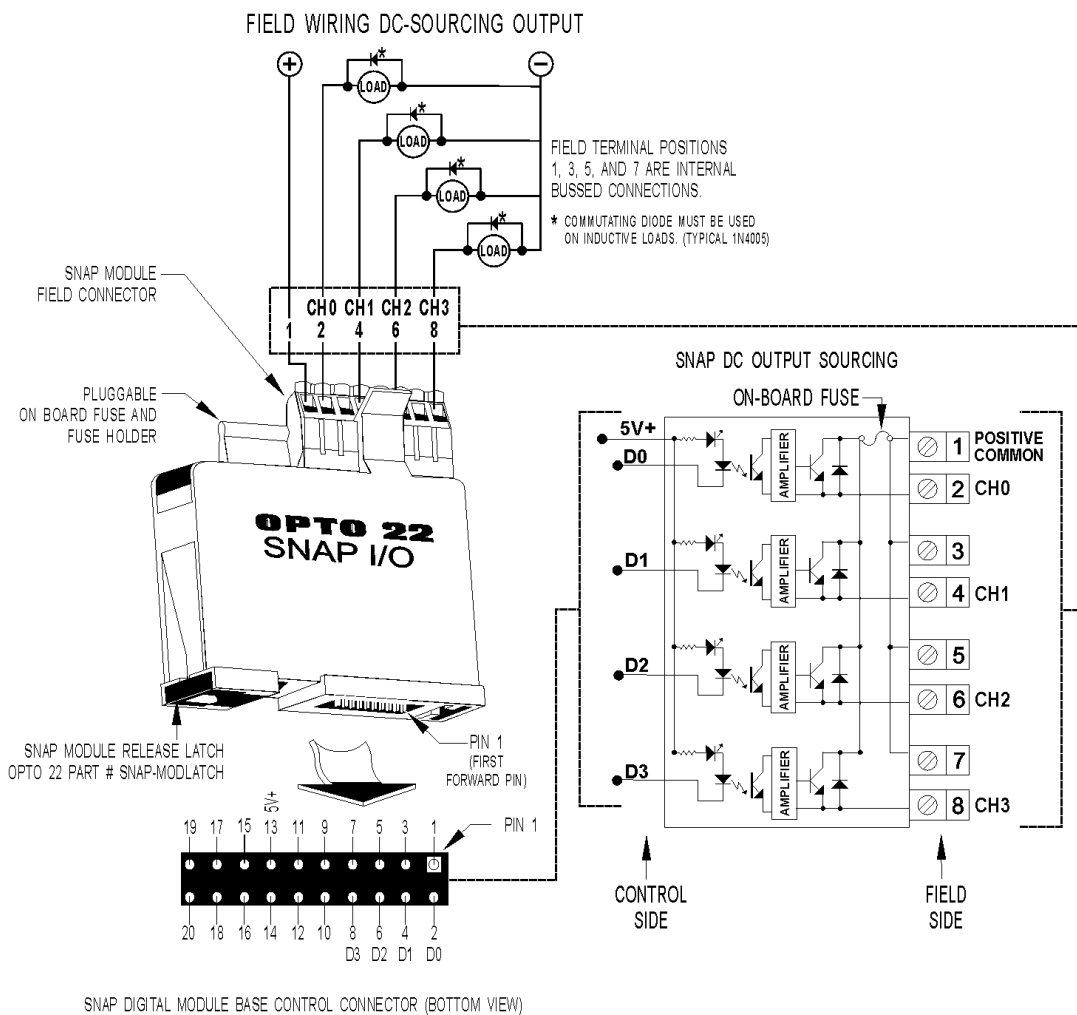 FIELD WIRING DC-SOURCING OUTPUT
+
−
*
LOAD
*
LOAD
*
LOAD
*
LOAD
FIELD TERMINAL POSITIONS
1, 3, 5, AND 7 ARE INTERNAL
BUSSED CONNECTIONS.
* COMMUTATING DIODE MUST BE USED
ON INDUCTIVE LOADS. (TYPICAL 1N4005)
SNAP MODULE
FIELD CONNECTOR
CH0 CH1 CH2 CH3
1 2 4 6 8
PLUGGABLE
ON BOARD FUSE AND
FUSE HOLDER
OPTO 22
SNAP I/O
SNAP MODULE RELEASE LATCH
OPTO 22 PART # SNAP-MODLATCH
PIN 1
(FIRST
FORWARD PIN)
5V+
19 17 15 13 11 9 7 5 3 1
PIN 1
20 18 16 14 12 10 8 6 4 2
D3 D2 D1 D0
SNAP DIGITAL MODULE BASE CONTROL CONNECTOR (BOTTOM VIEW)
SNAP DC OUTPUT SOURCING
ON-BOARD FUSE
5V+
D0
AMPLIFIER
1 POSITIVE
COMMON
2 CH0
D1
AMPLIFIER
3
4 CH1
D2
AMPLIFIER
5
6 CH2
D3
AMPLIFIER
7
8 CH3
CONTROL
SIDE
FIELD
SIDE